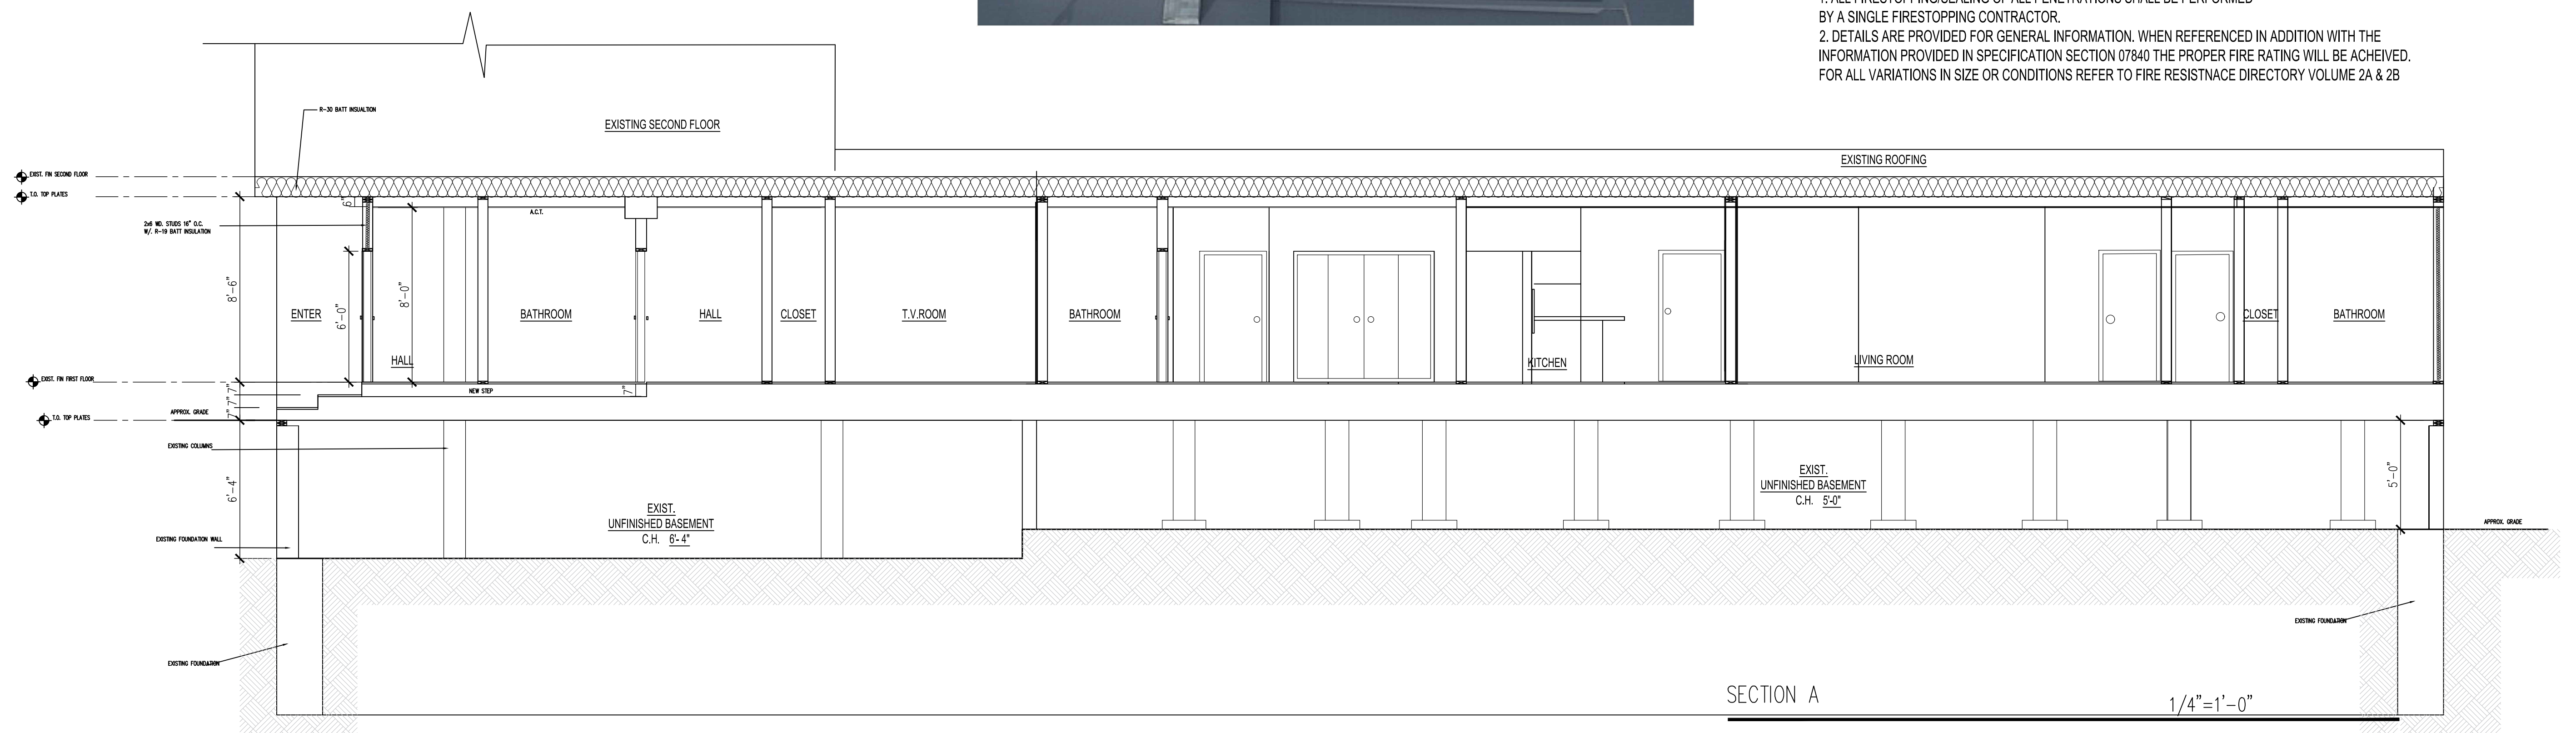 BY A SINGLE FIRESTOPPING CONTRACTOR.
2. DETAILS ARE PROVIDED FOR GENERAL INFORMATION. WHEN REFERENCED IN ADDITION WITH THE
INFORMATION PROVIDED IN SPECIFICATION SECTION 07840 THE PROPER FIRE RATING WILL BE ACHEIVED.
FOR ALL VARIATIONS IN SIZE OR CONDITIONS REFER TO FIRE RESISTNACE DIRECTORY VOLUME 2A & 2B
R-30 BATT INSUALTION
EXISTING SECOND FLOOR
EXISTING ROOFING
EXIST. FIN SECOND FLOOR
T.O. TOP PLATES
6"
A.C.T.
2x6 WD. STUDS 16" O.C.
W/. R-19 BATT INSULATION
8'-6"
6'-0"
8'-0"
ENTER
HALL
BATHROOM
HALL
CLOSET
T.V.ROOM
BATHROOM
KITCHEN
LIVING ROOM
CLOSET
BATHROOM
EXIST. FIN FIRST FLOOR
NEW STEP
7"
7"
7"
7"
APPROX. GRADE
T.O. TOP PLATES
EXISTING COLUMNS
6'-4"
EXIST.
UNFINISHED BASEMENT
C.H. 6'- 4"
EXIST.
UNFINISHED BASEMENT
C.H. 5'-0"
5'-0"
APPROX. GRADE
EXISTING FOUNDATION WALL
EXISTING FOUNDATION
EXISTING FOUNDATION
SECTION A
1/4"=1'-0"